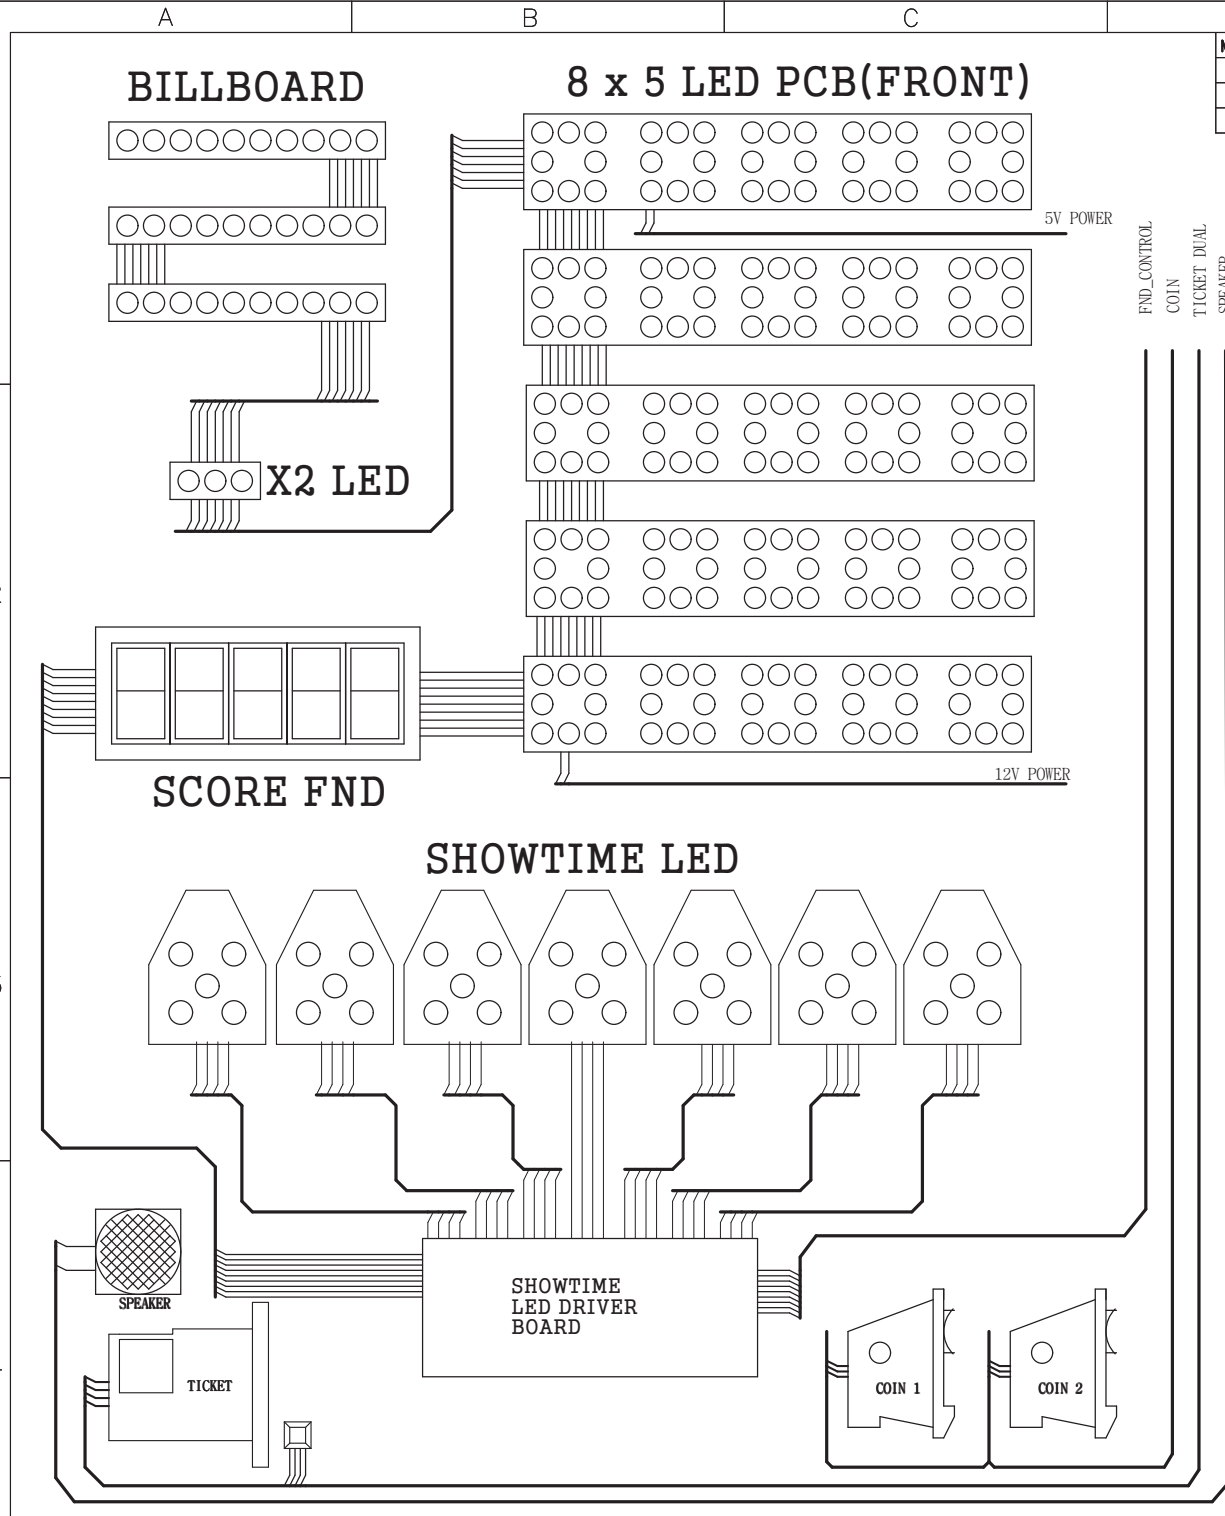 A
B
C
BILLBOARD
8 x 5 LED PCB(FRONT)
5V POWER
FND_CONTROL
COIN
TICKET DUAL
SPEAKER
X2 LED
SCORE FND
12V POWER
SHOWTIME LED
SPEAKER
SHOWTIME
LED DRIVER
BOARD
TICKET
COIN 1
COIN 2